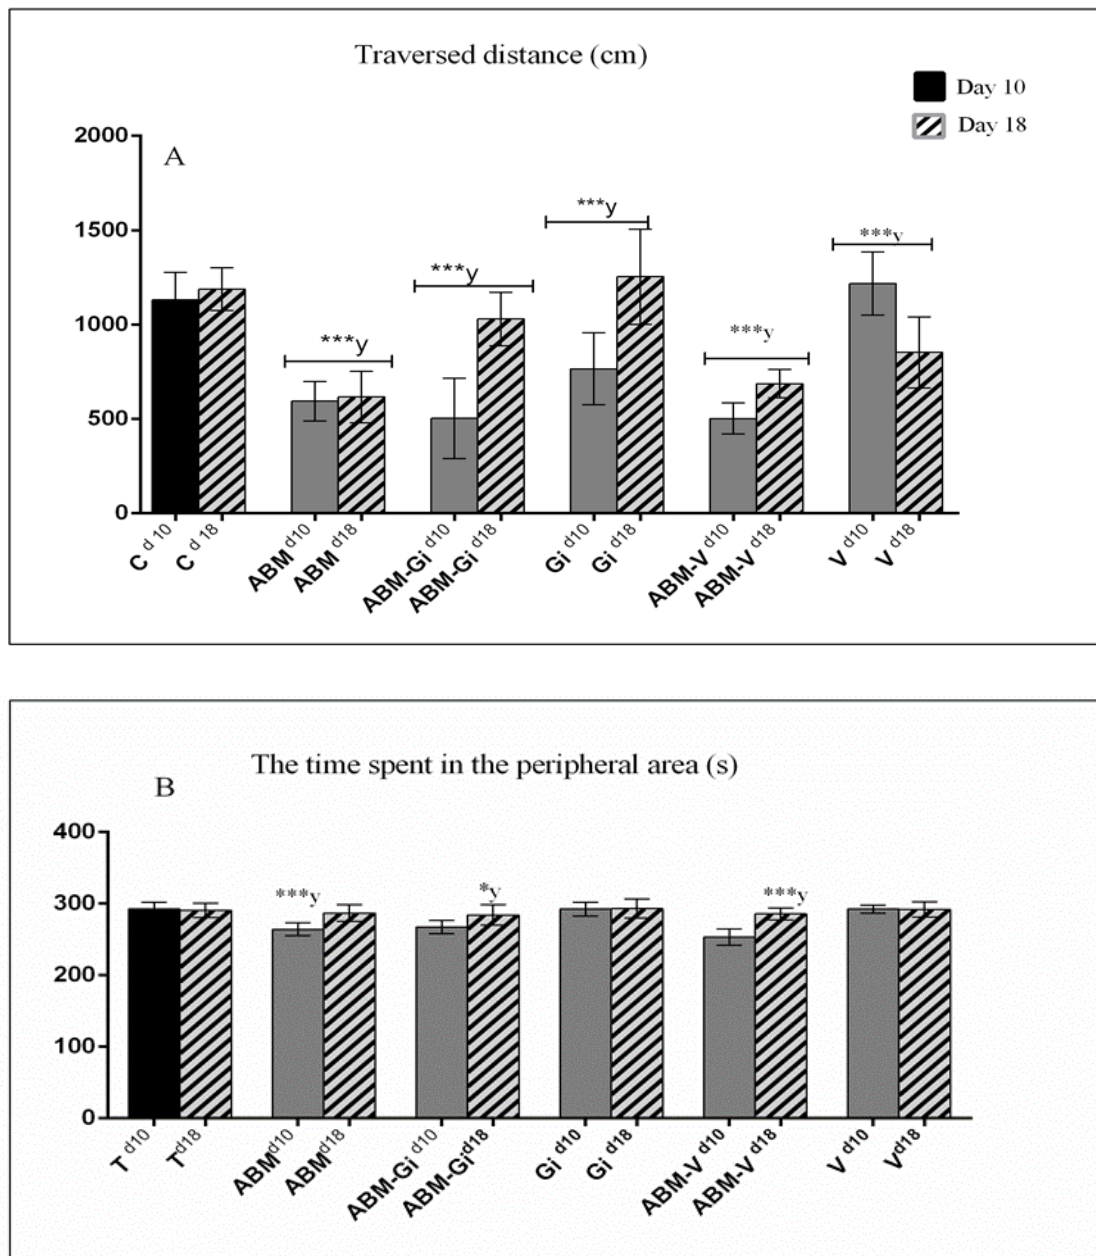 Traversed distance (cm)
Day 10
Day 18
A
2000
1500
1000
500
0
***y
***y
***y
***y
***y
C d 10
C d 18
ABM d10
ABM d18
ABM-Gi d10
ABM-Gi d18
Gi d10
Gi d18
ABM-V d10
ABM-V d18
V d10
V d18
The time spent in the peripheral area (s)
B
400
300
200
100
0
***y
*y
***y
T d10
T d18
ABM d10
ABM d18
ABM-Gi d10
ABM-Gi d18
Gi d10
Gi d18
ABM-V d10
ABM-V d18
V d10
V d18